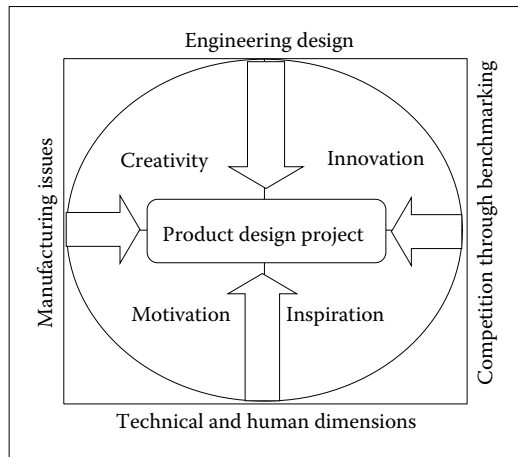 Engineering design
Creativity
Innovation
Manufacturing issues
Product design project
Competition through benchmarking
Motivation
Inspiration
Technical and human dimensions